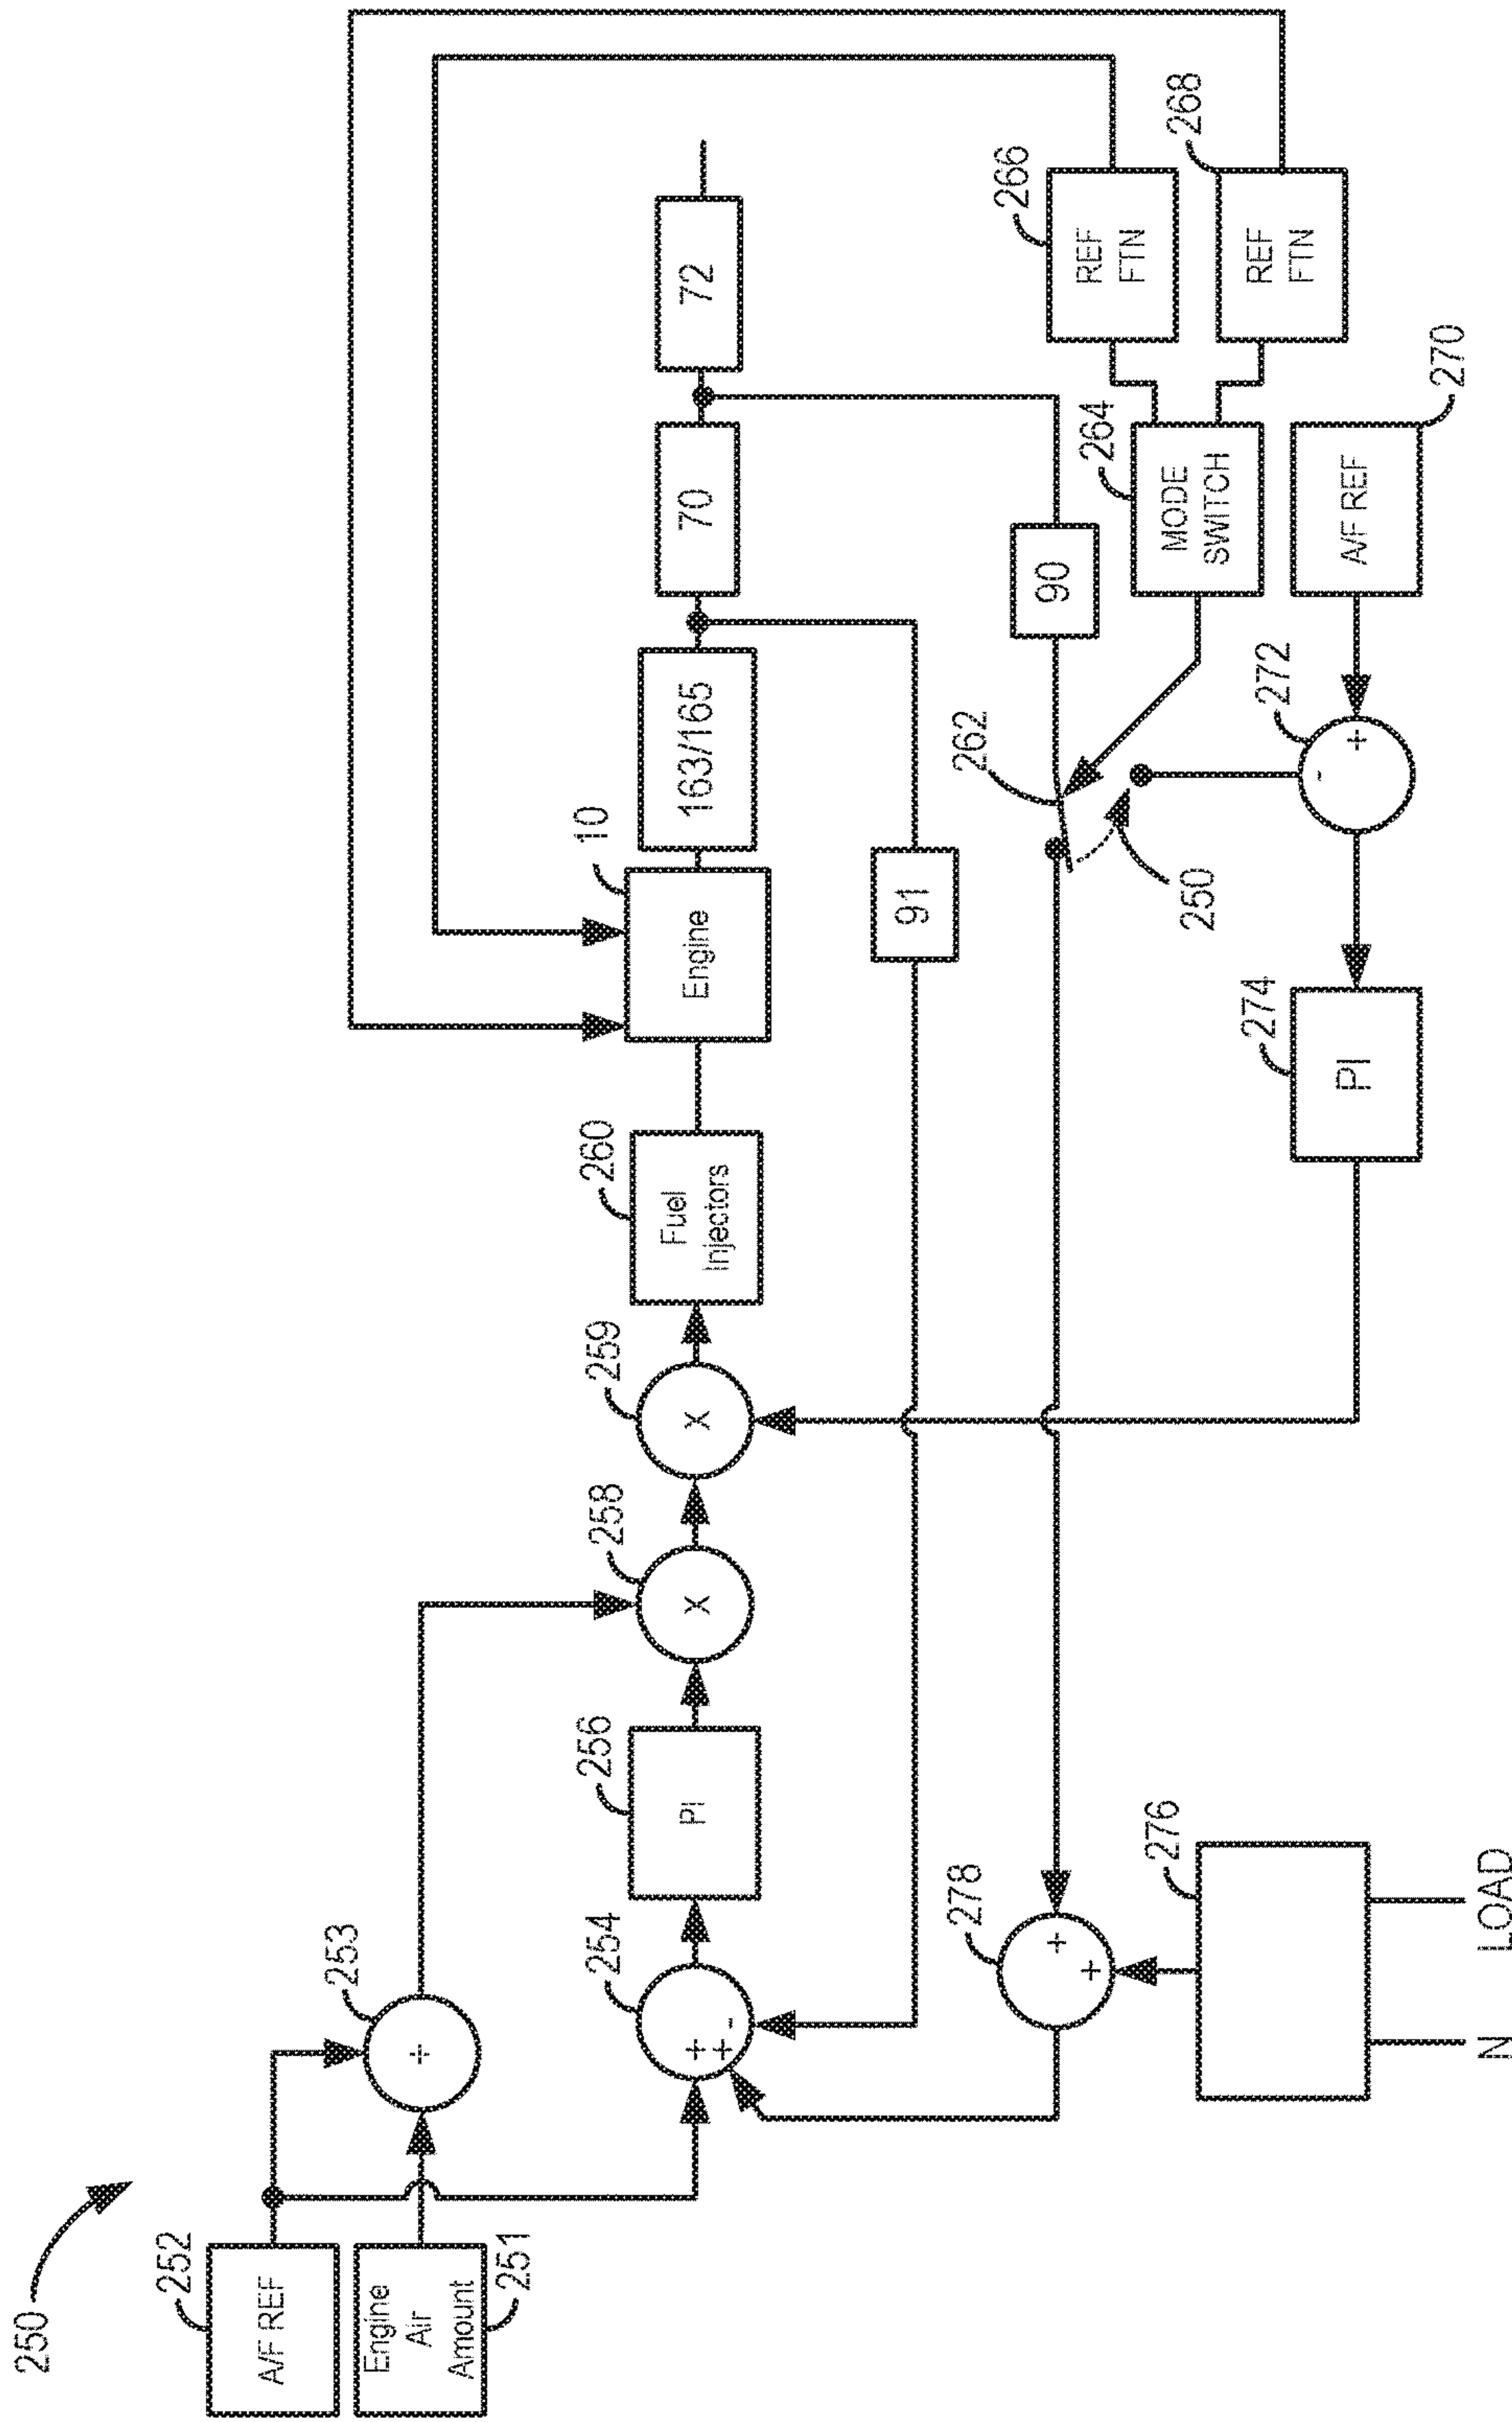 250
252
A/F REF
253
÷
Engine
Air
Amount
251
254
+
+
-
256
PI
258
X
259
X
260
Fuel
Injectors
10
Engine
163/165
70
72
91
90
278
+
+
262
250
264
MODE
SWITCH
266
REF
FTN
268
REF
FTN
276
N
LOAD
274
PI
272
-
+
A/F REF
270